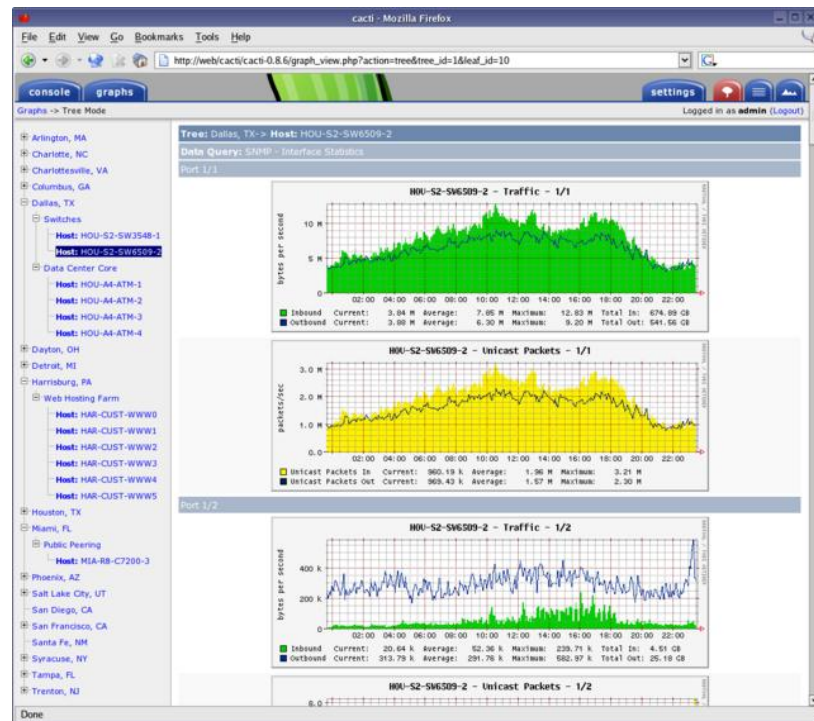 cacti - Mozilla Firefox
File Edit View Go Bookmarks Tools Help
http://web/cacti/cacti-0.8.6/graph_view.php?action=tree&tree_id=1&leaf_id=10
console graphs settings
Graphs -> Tree Mode Logged in as admin (Logout)
Arlington, MA
Charlotte, NC
Charlottesville, VA
Columbus, GA
Dallas, TX
Switches
Host: HOU-S2-SW3548-1
Host: HOU-S2-SW6509-2
Data Center Core
Host: HOU-A4-ATM-1
Host: HOU-A4-ATM-2
Host: HOU-A4-ATM-3
Host: HOU-A4-ATM-4
Dayton, OH
Detroit, MI
Harrisburg, PA
Web Hosting Farm
Host: HAR-CUST-WWW0
Host: HAR-CUST-WWW1
Host: HAR-CUST-WWW2
Host: HAR-CUST-WWW3
Host: HAR-CUST-WWW4
Host: HAR-CUST-WWW5
Houston, TX
Miami, FL
Public Peering
Host: MIA-R8-C7200-3
Phoenix, AZ
Salt Lake City, UT
San Diego, CA
San Francisco, CA
Santa Fe, NM
Syracuse, NY
Tampa, FL
Trenton, NJ
Tree: Dallas, TX-> Host: HOU-S2-SW6509-2
Data Query: SNMP - Interface Statistics
Port 1/1
HOU-S2-SW6509-2 - Traffic - 1/1
bytes per second
10 M
5 M
0
02:00 04:00 06:00 08:00 10:00 12:00 14:00 16:00 18:00 20:00 22:00
Inbound Current: 3.84 M Average: 7.85 M Maximum: 12.83 M Total In: 674.89 GB
Outbound Current: 3.88 M Average: 6.30 M Maximum: 9.20 M Total Out: 541.56 GB
HOU-S2-SW6509-2 - Unicast Packets - 1/1
packets/sec
3.0 M
2.0 M
1.0 M
0.0
02:00 04:00 06:00 08:00 10:00 12:00 14:00 16:00 18:00 20:00 22:00
Unicast Packets In Current: 960.19 k Average: 1.96 M Maximum: 3.21 M
Unicast Packets Out Current: 969.43 k Average: 1.57 M Maximum: 2.30 M
Port 1/2
HOU-S2-SW6509-2 - Traffic - 1/2
bytes per second
400 k
200 k
0
02:00 04:00 06:00 08:00 10:00 12:00 14:00 16:00 18:00 20:00 22:00
Inbound Current: 20.64 k Average: 52.36 k Maximum: 239.71 k Total In: 4.51 GB
Outbound Current: 313.79 k Average: 291.76 k Maximum: 582.97 k Total Out: 25.18 GB
HOU-S2-SW6509-2 - Unicast Packets - 1/2
Done